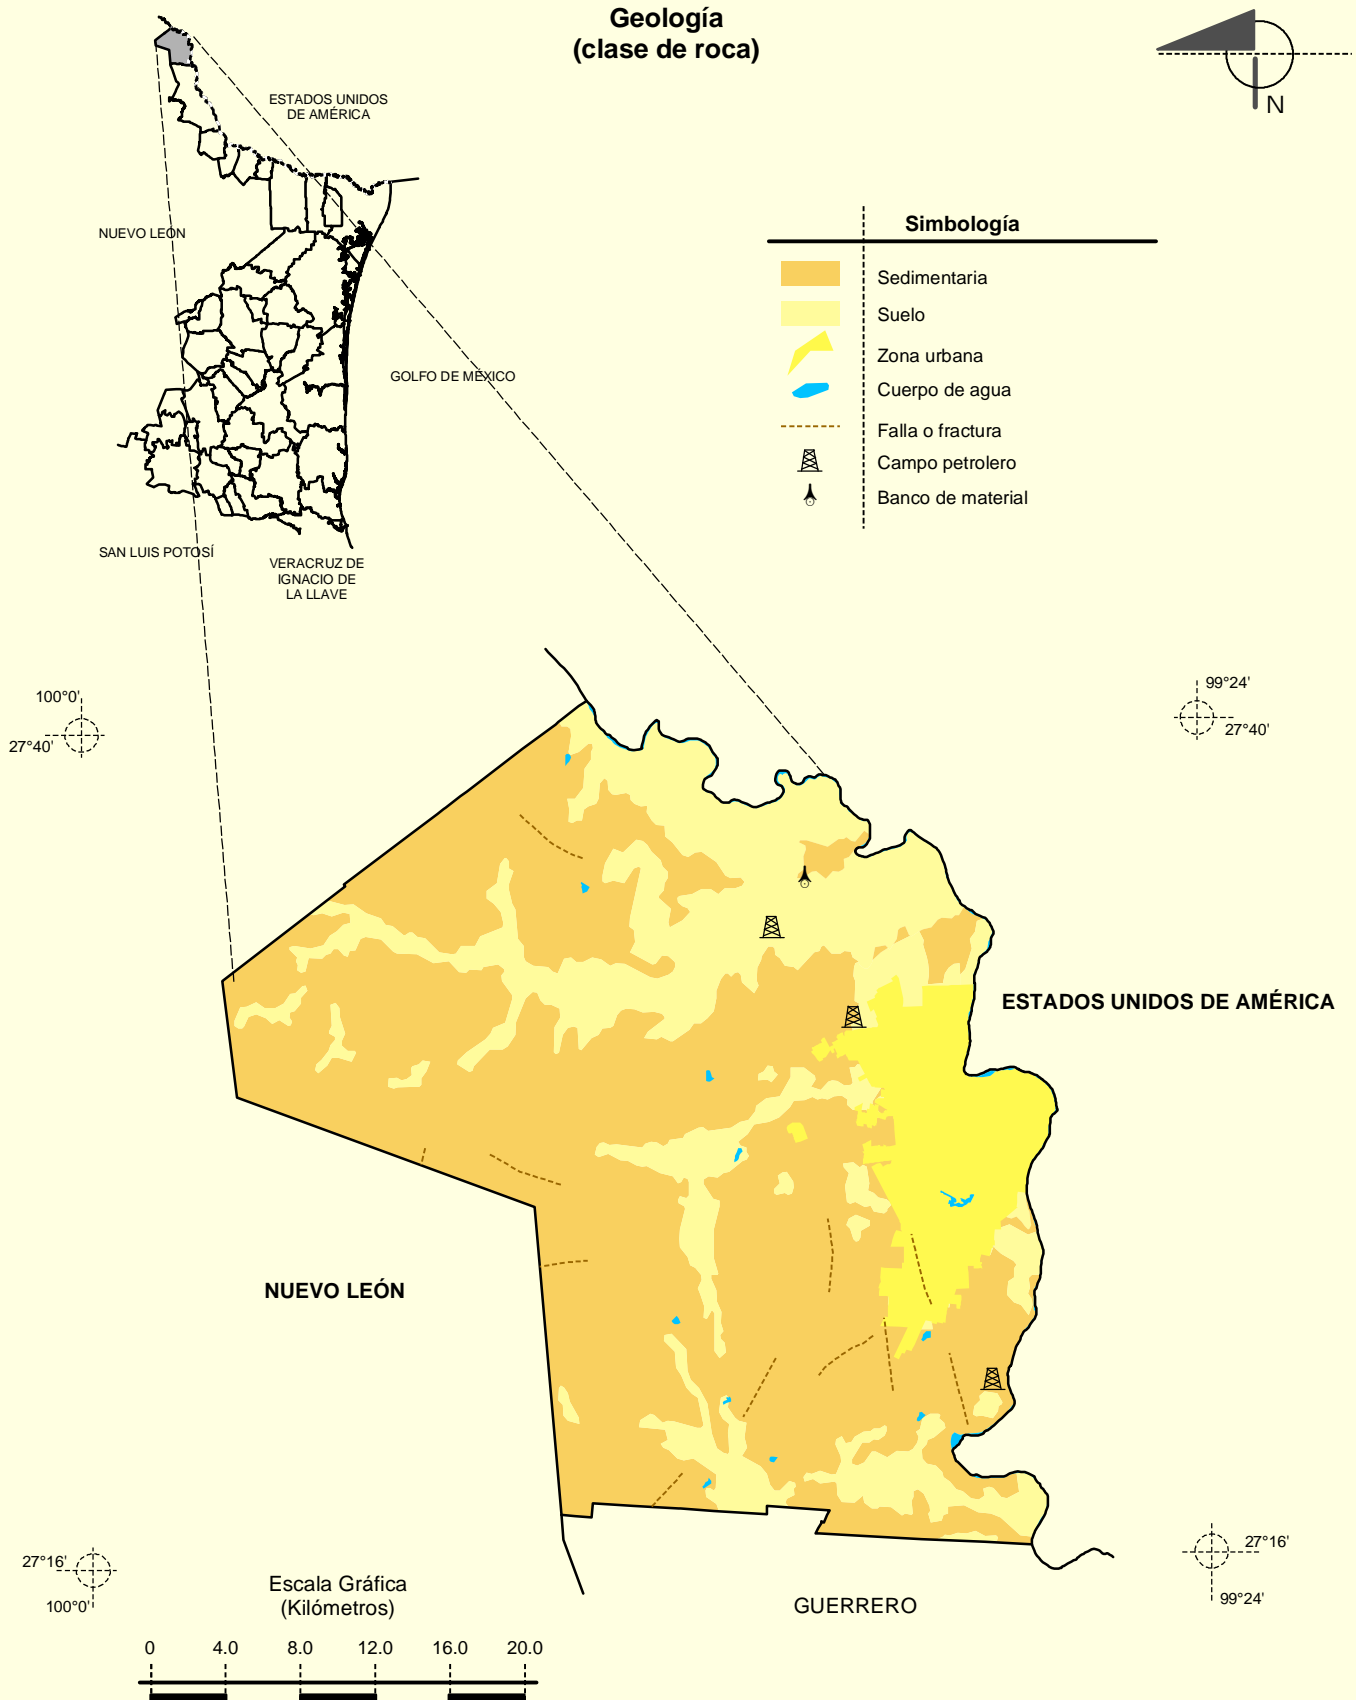 Geología
(clase de roca)
N
ESTADOS UNIDOS
DE AMÉRICA
NUEVO LEÓN
GOLFO DE MÉXICO
SAN LUIS POTOSÍ
VERACRUZ DE
IGNACIO DE
LA LLAVE
Simbología
Sedimentaria
Suelo
Zona urbana
Cuerpo de agua
Falla o fractura
Campo petrolero
Banco de material
100°0'
27°40'
99°24'
27°40'
ESTADOS UNIDOS DE AMÉRICA
NUEVO LEÓN
27°16'
100°0'
27°16'
99°24'
GUERRERO
Escala Gráfica
(Kilómetros)
0 4.0 8.0 12.0 16.0 20.0